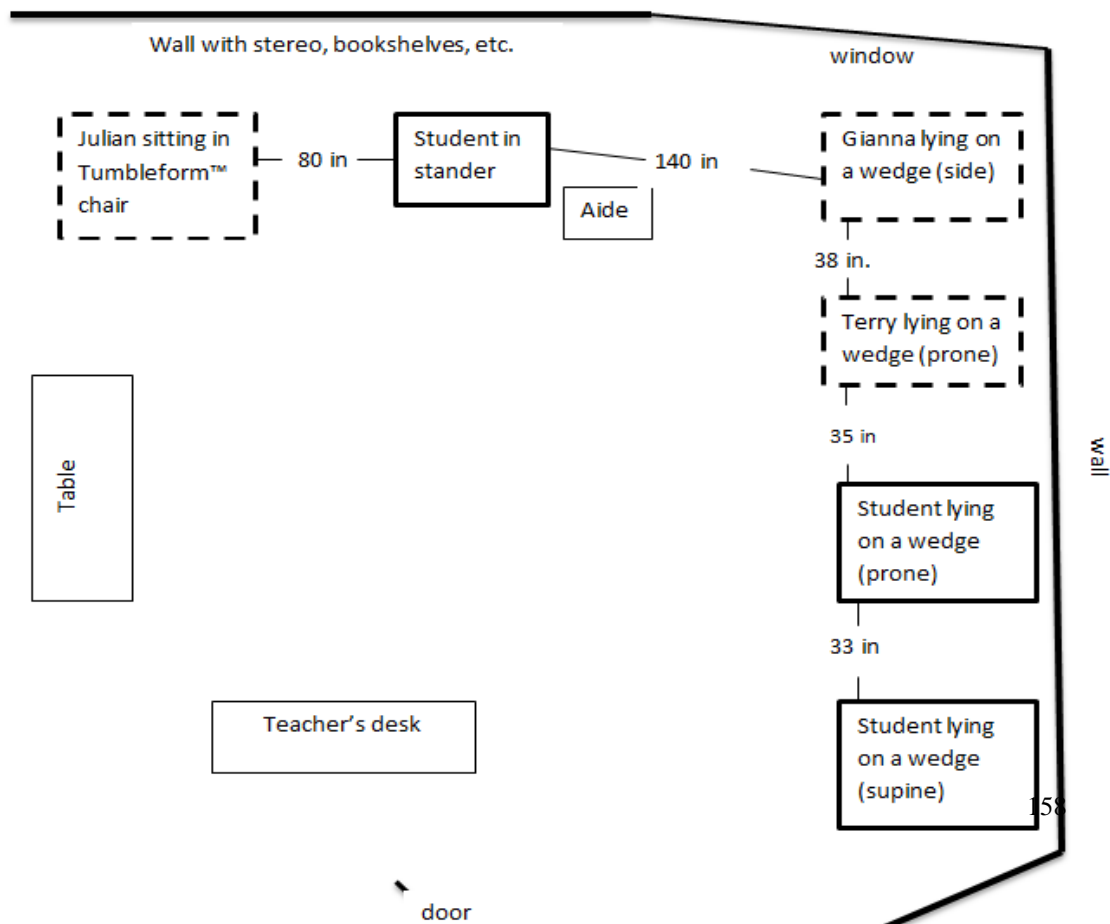 Wall with stereo, bookshelves, etc.
window
Julian sitting in
Tumbleform™
chair
80 in
Student in
stander
140 in
Aide
Gianna lying on
a wedge (side)
38 in.
Terry lying on a
wedge (prone)
35 in
wall
Table
Student lying
on a wedge
(prone)
33 in
Teacher's desk
Student lying
on a wedge
(supine)
158
door